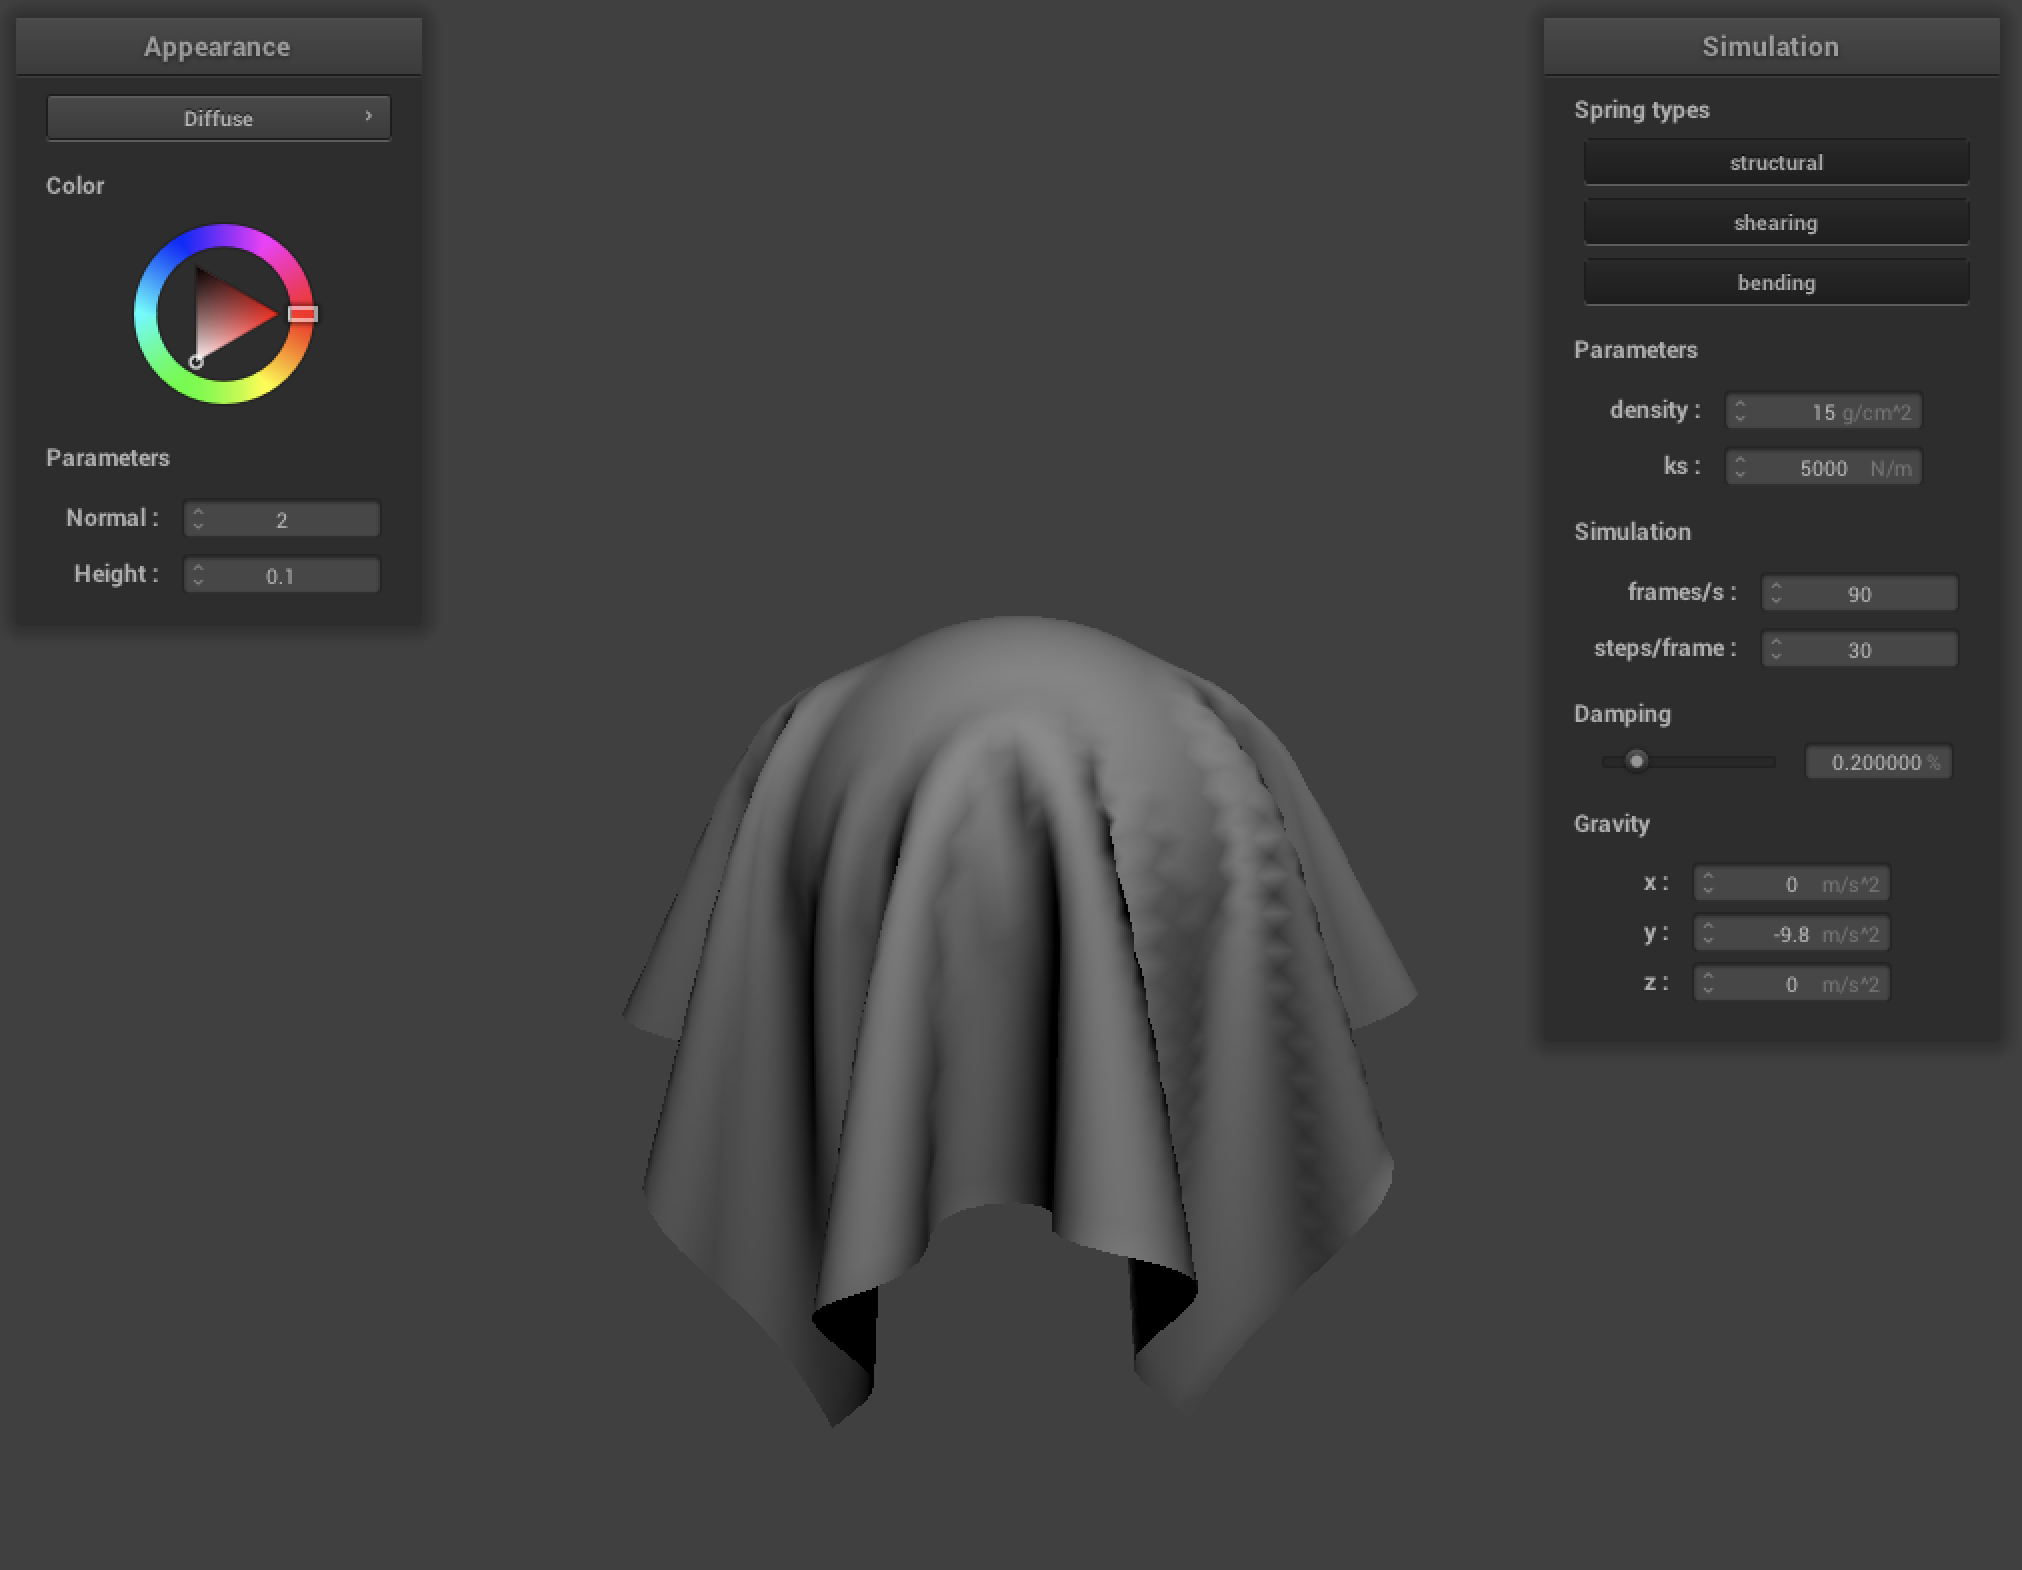 Appearance
Diffuse
Color
Parameters
Normal : 2
Height : 0.1
Simulation
Spring types
structural
shearing
bending
Parameters
density : 15 g/cm^2
ks : 5000 N/m
Simulation
frames/s : 90
steps/frame : 30
Damping
0.200000 %
Gravity
x : 0 m/s^2
y : -9.8 m/s^2
z : 0 m/s^2